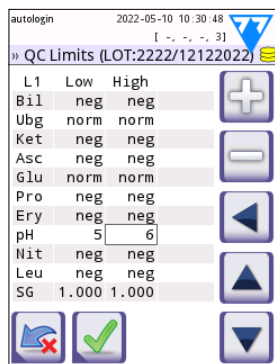 autologin 2022-05-10 10:30:48
[ -, -, -, 3]
» QC Limits (LOT:2222/12122022)
L1 Low High
Bil neg neg
Ubg norm norm
Ket neg neg
Asc neg neg
Glu norm norm
Pro neg neg
Ery neg neg
pH 5 6
Nit neg neg
Leu neg neg
SG 1.000 1.000